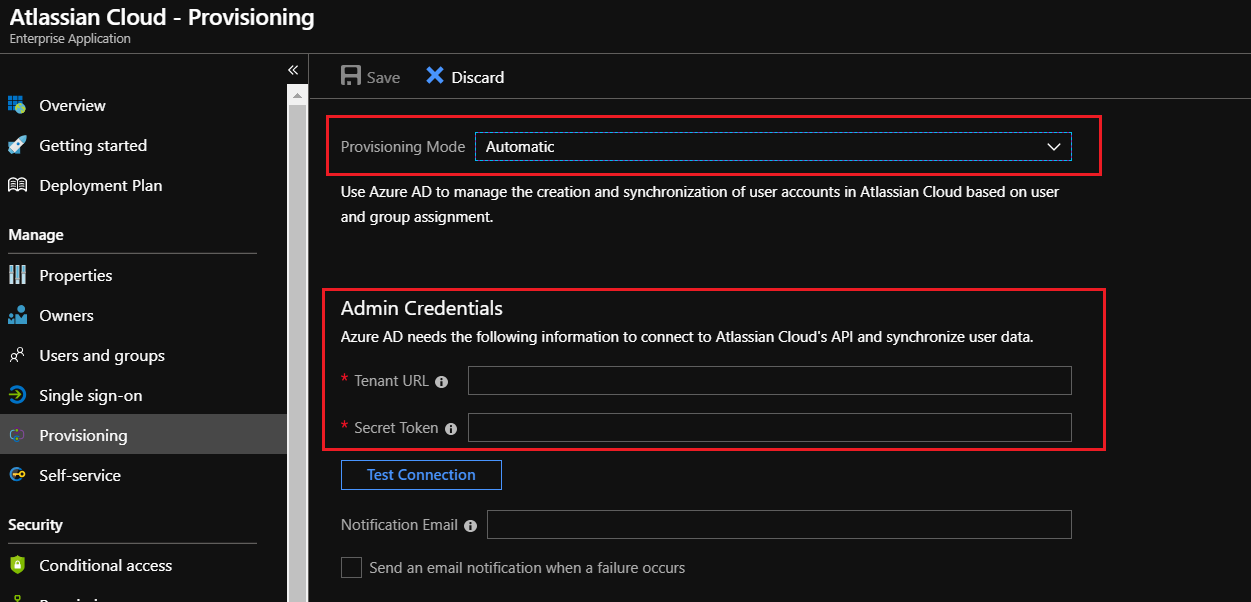 Atlassian Cloud - Provisioning
Enterprise Application
«
Overview
Getting started
Deployment Plan
Manage
Properties
Owners
Users and groups
Single sign-on
Provisioning
Self-service
Security
Conditional access
Save
Discard
Provisioning Mode
Automatic
Use Azure AD to manage the creation and synchronization of user accounts in Atlassian Cloud based on user
and group assignment.
Admin Credentials
Azure AD needs the following information to connect to Atlassian Cloud's API and synchronize user data.
* Tenant URL
* Secret Token
Test Connection
Notification Email
Send an email notification when a failure occurs